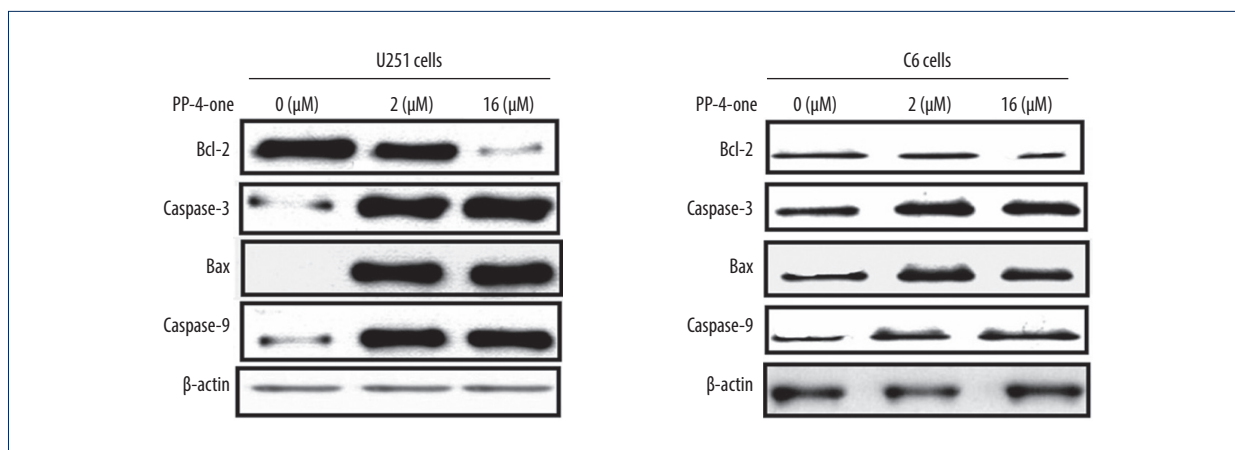 U251 cells
PP-4-one 0 (µM) 2 (µM) 16 (µM)
Bcl-2
Caspase-3
Bax
Caspase-9
β-actin
C6 cells
PP-4-one 0 (µM) 2 (µM) 16 (µM)
Bcl-2
Caspase-3
Bax
Caspase-9
β-actin